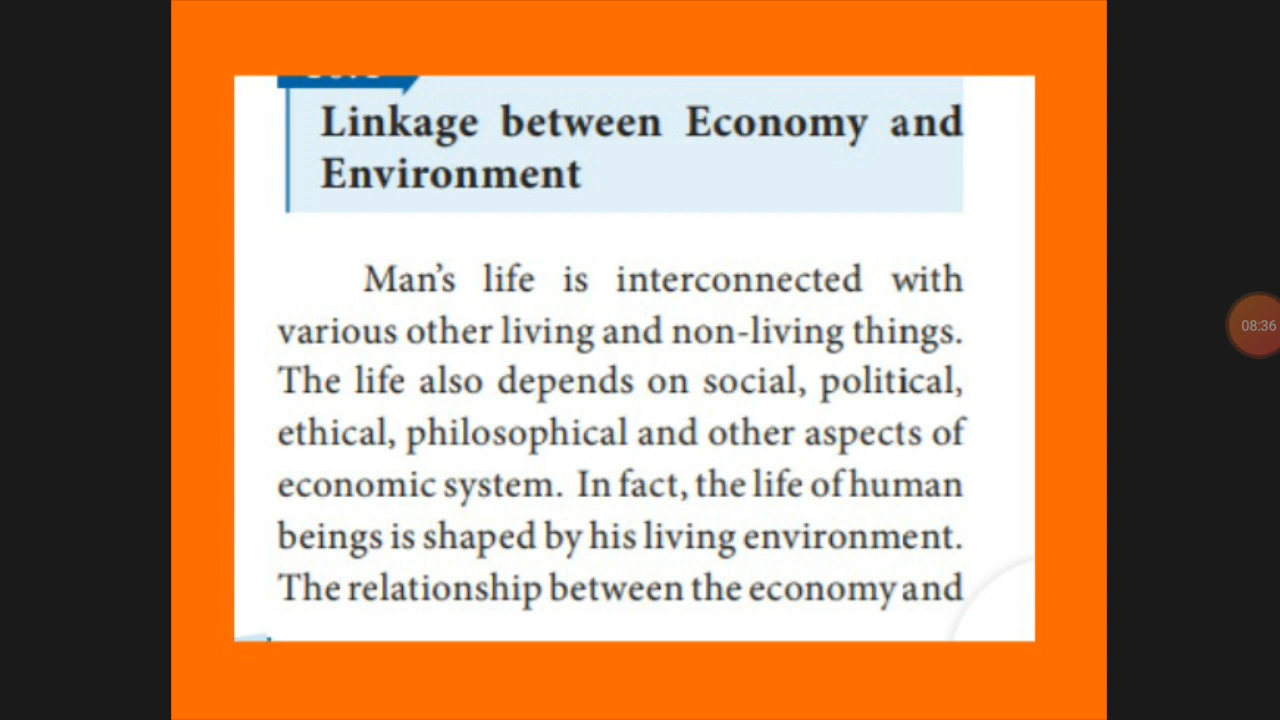 Linkage between Economy and
Environment
Man's life is interconnected with
various other living and non-living things.
The life also depends on social, political,
ethical, philosophical and other aspects of
economic system. In fact, the life of human
beings is shaped by his living environment.
The relationship between the economy and
08:36